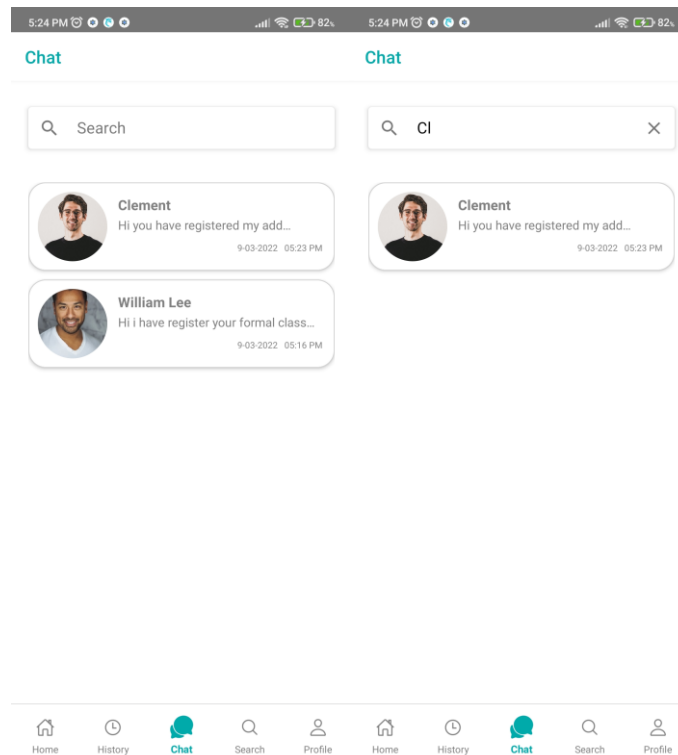 5:24 PM 82%
Chat
Search
Clement
Hi you have registered my add...
9-03-2022 05:23 PM
William Lee
Hi i have register your formal class...
9-03-2022 05:16 PM
Home History Chat Search Profile
5:24 PM 82%
Chat
Cl
Clement
Hi you have registered my add...
9-03-2022 05:23 PM
Home History Chat Search Profile